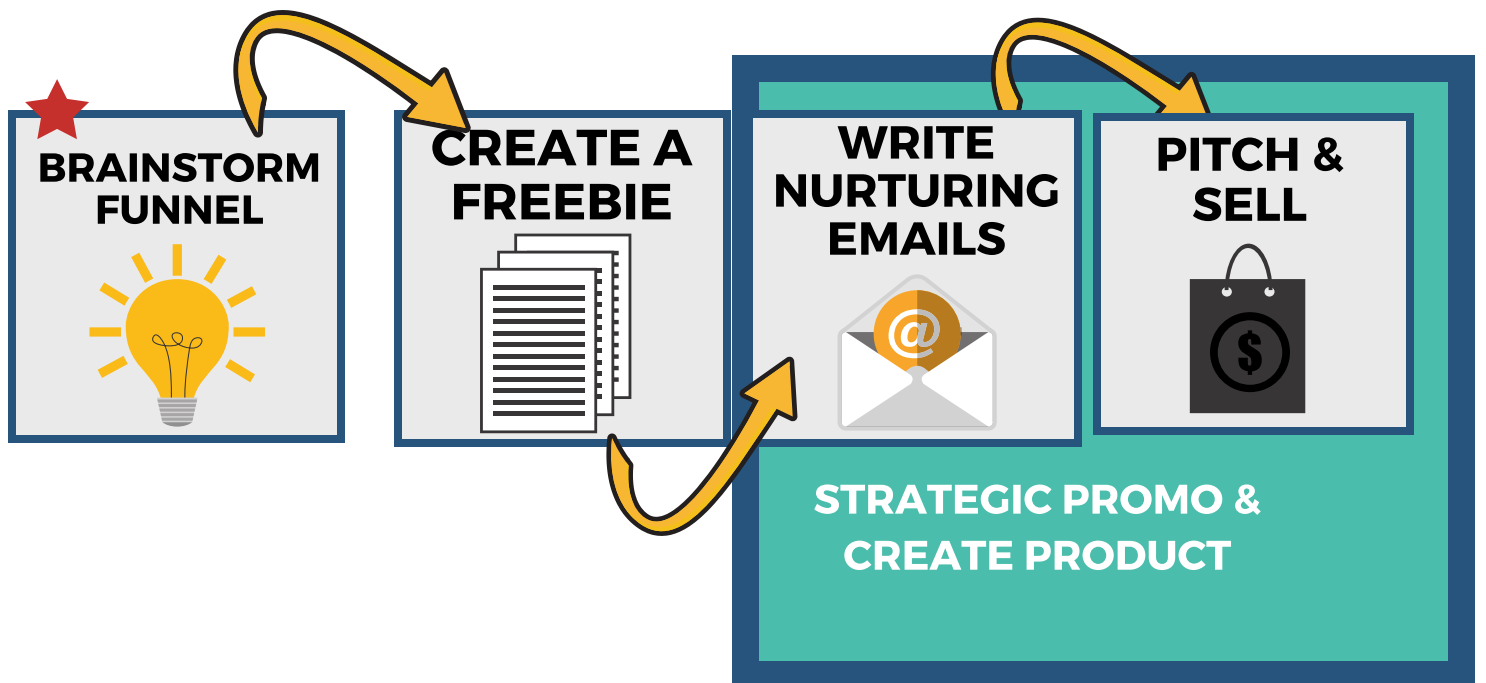 BRAINSTORM
FUNNEL
CREATE A
FREEBIE
WRITE
NURTURING
EMAILS
@
PITCH &
SELL
$
STRATEGIC PROMO &
CREATE PRODUCT